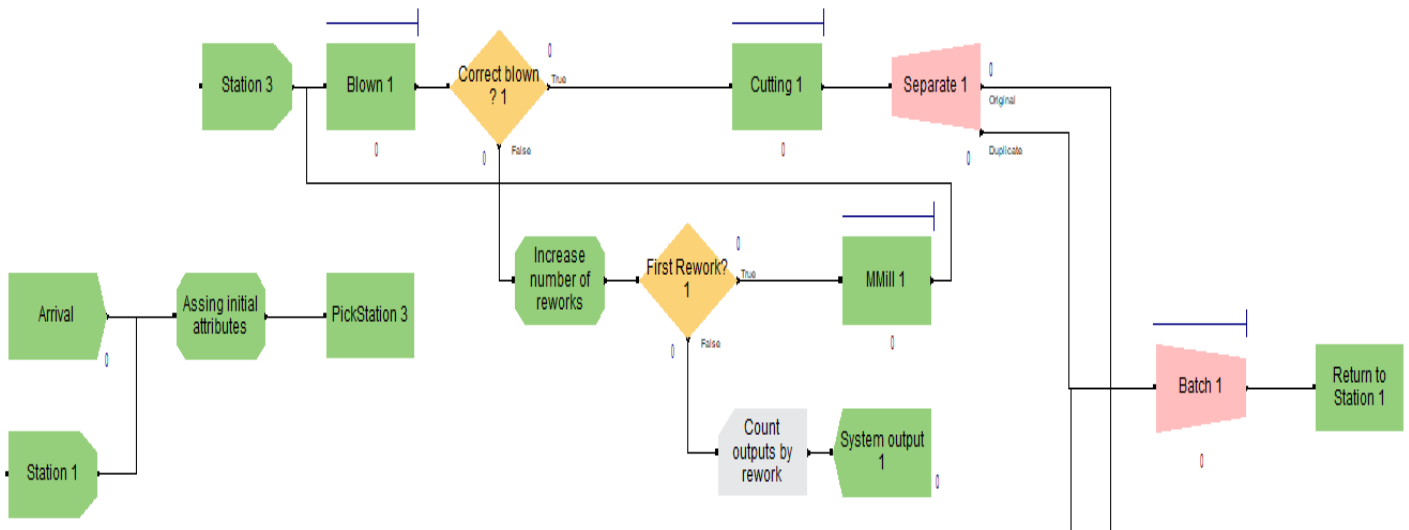 Station 3
Blown 1
0
Correct blown
? 1
0
True
0
False
Cutting 1
0
Separate 1
0
Original
0
Duplicate
Increase
number of
reworks
First Rework?
1
0
True
0
False
MMill 1
0
Arrival
0
Assing initial
attributes
PickStation 3
Station 1
Count
outputs by
rework
System output
1
0
Batch 1
0
Return to
Station 1